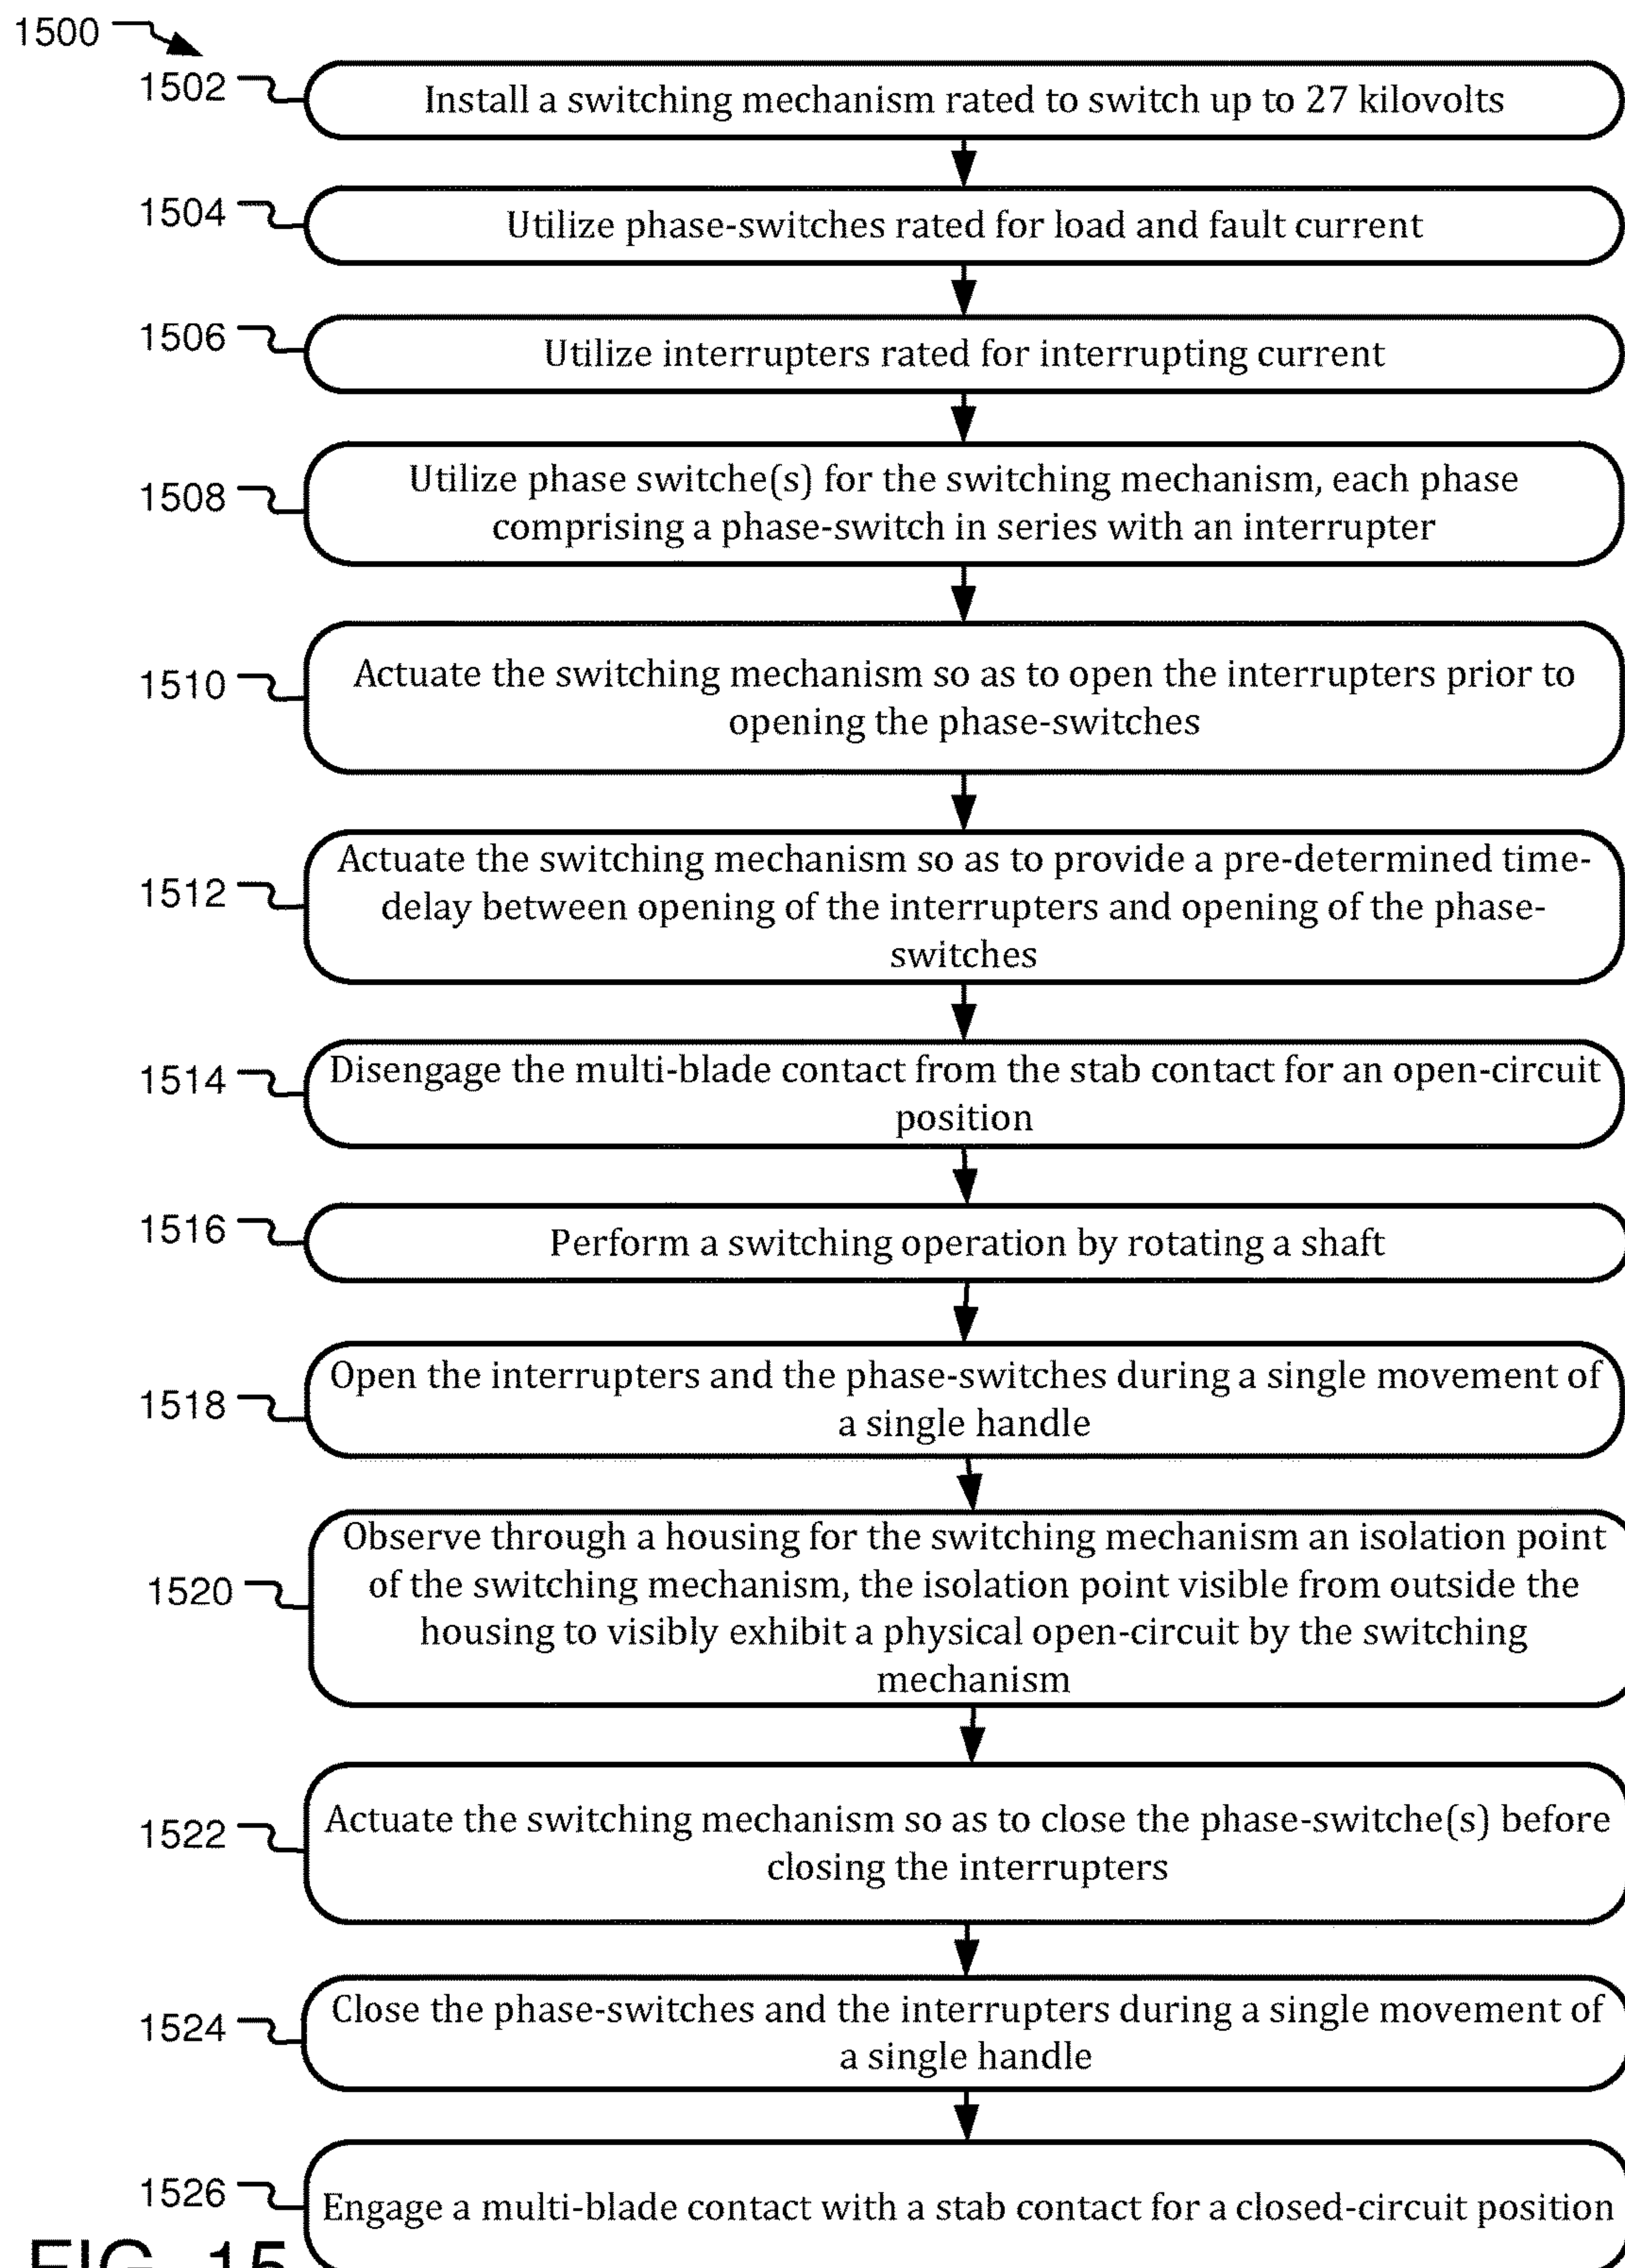 1500
1502
Install a switching mechanism rated to switch up to 27 kilovolts
1504
Utilize phase-switches rated for load and fault current
1506
Utilize interrupters rated for interrupting current
1508
Utilize phase switche(s) for the switching mechanism, each phase
comprising a phase-switch in series with an interrupter
1510
Actuate the switching mechanism so as to open the interrupters prior to
opening the phase-switches
1512
Actuate the switching mechanism so as to provide a pre-determined time-
delay between opening of the interrupters and opening of the phase-
switches
1514
Disengage the multi-blade contact from the stab contact for an open-circuit
position
1516
Perform a switching operation by rotating a shaft
1518
Open the interrupters and the phase-switches during a single movement of
a single handle
1520
Observe through a housing for the switching mechanism an isolation point
of the switching mechanism, the isolation point visible from outside the
housing to visibly exhibit a physical open-circuit by the switching
mechanism
1522
Actuate the switching mechanism so as to close the phase-switche(s) before
closing the interrupters
1524
Close the phase-switches and the interrupters during a single movement of
a single handle
1526
Engage a multi-blade contact with a stab contact for a closed-circuit position
FIG. 15